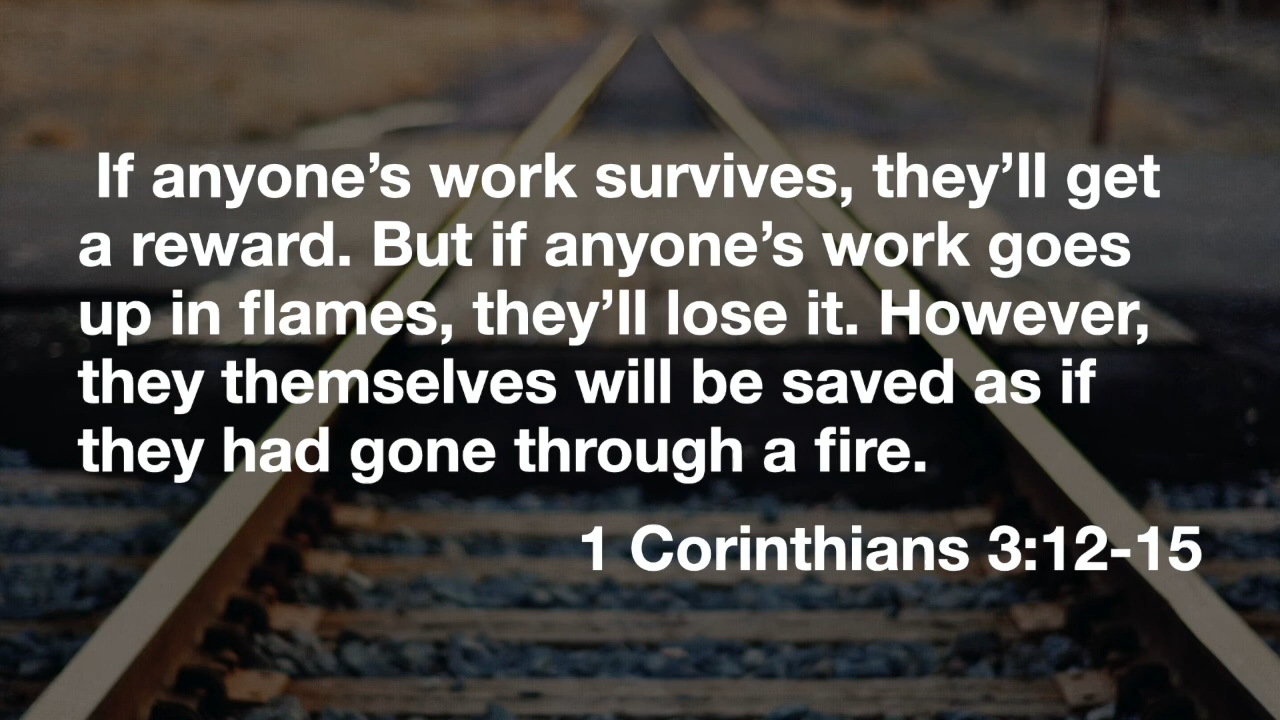 If anyone’s work survives, they’ll get
a reward. But if anyone’s work goes
up in flames, they’ll lose it. However,
they themselves will be saved as if
they had gone through a fire.
1 Corinthians 3:12-15